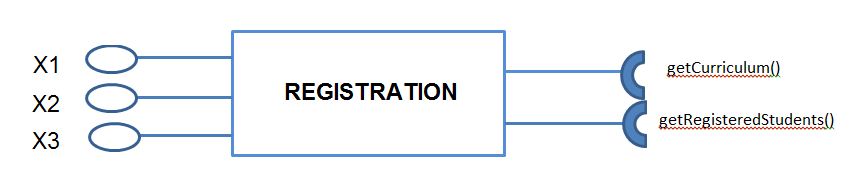 X1
X2
X3
REGISTRATION
getCurriculum()
getRegisteredStudents()